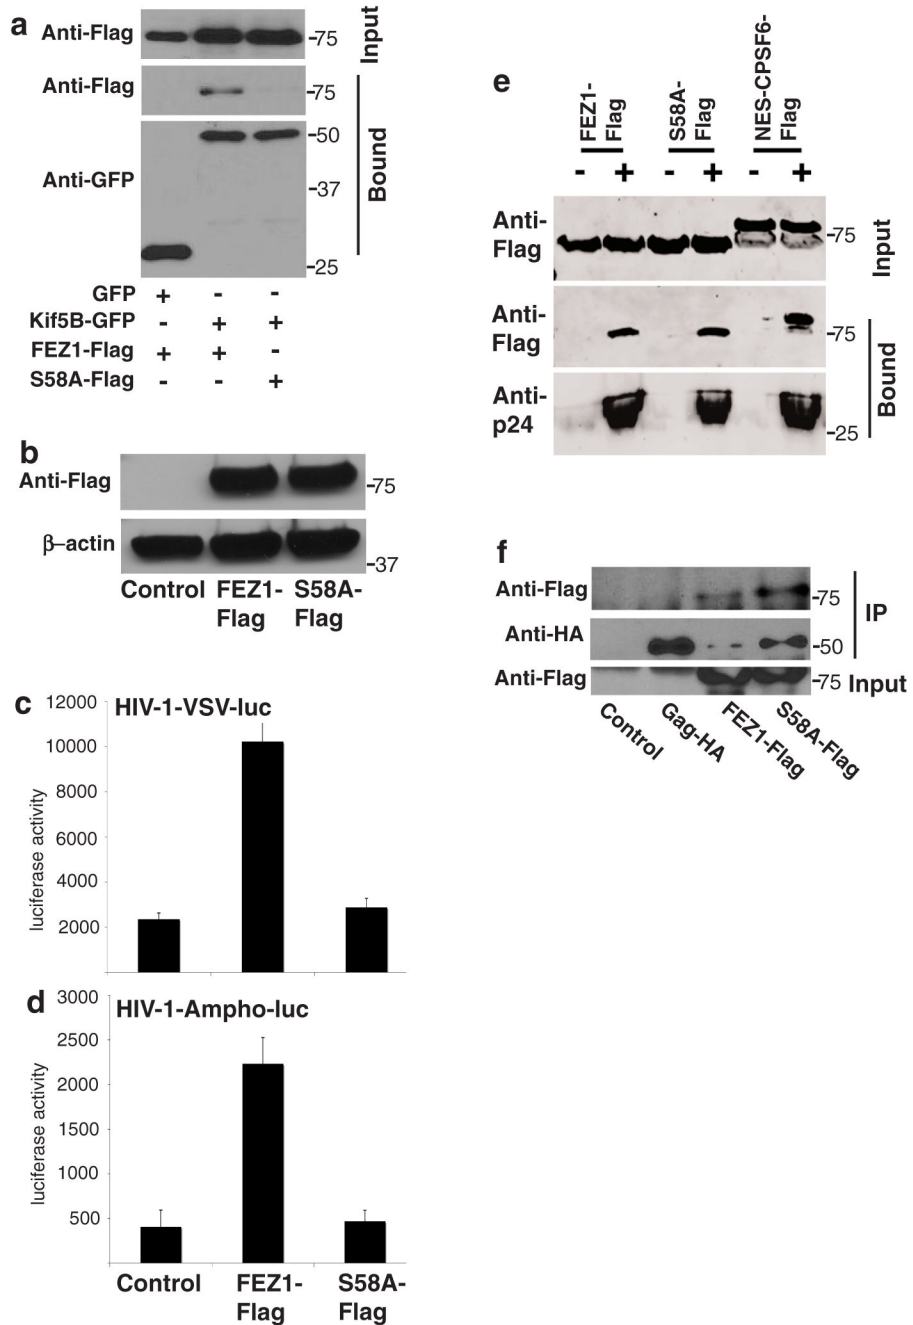 a
Anti-Flag
-75
Input
Anti-Flag
-75
-50
Anti-GFP
-37
Bound
-25
GFP + - -
Kif5B-GFP - + +
FEZ1-Flag + + -
S58A-Flag - - +
b
Anti-Flag
-75
β-actin
-37
Control FEZ1-Flag S58A-Flag
c
HIV-1-VSV-luc
12000
10000
8000
6000
4000
2000
luciferase activity
d
HIV-1-Ampho-luc
3000
2500
2000
1500
1000
500
luciferase activity
Control FEZ1-Flag S58A-Flag
e
FEZ1-Flag
S58A-Flag
NES-CPSF6-Flag
- + - + - +
Anti-Flag
-75
Input
Anti-Flag
-75
Bound
Anti-p24
-25
f
Anti-Flag
-75
IP
Anti-HA
-50
Anti-Flag
-75 Input
Control
Gag-HA
FEZ1-Flag
S58A-Flag